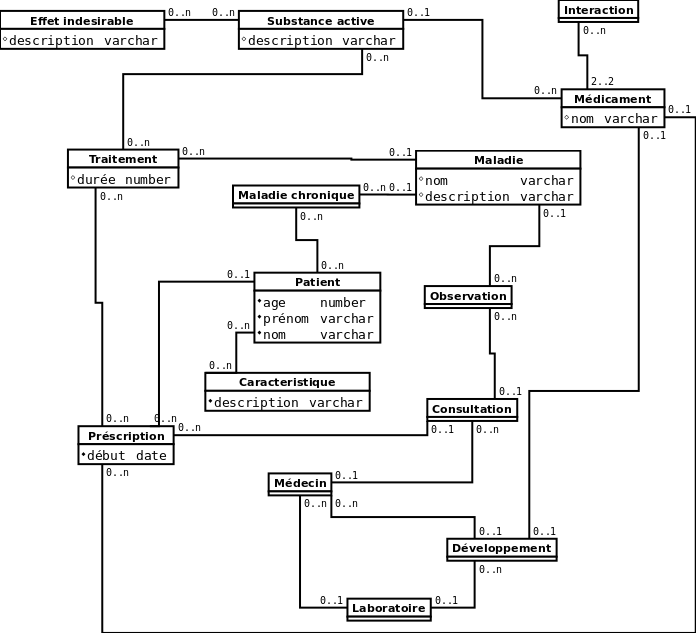 Interaction
0..n
Effet indesirable 0..n 0..n Substance active 0..1
description varchar description varchar
0..n
2..2
0..n Médicament 0..1
nom varchar
0..1
0..n
Traitement 0..n 0..1 Maladie
durée number
nom varchar
description varchar
0..n
Maladie chronique 0..n 0..1
0..n 0..1
0..n
0..1 Patient 0..n
age number
prénom varchar
nom varchar
0..n
Observation
0..n
0..n
Caracteristique
description varchar
0..1
Consultation
0..n 0..n
Préscription 0..n 0..1 0..n
début date
0..n
Médecin 0..1
0..n 0..n
0..1 0..1
Développement
0..n
0..1 Laboratoire 0..1